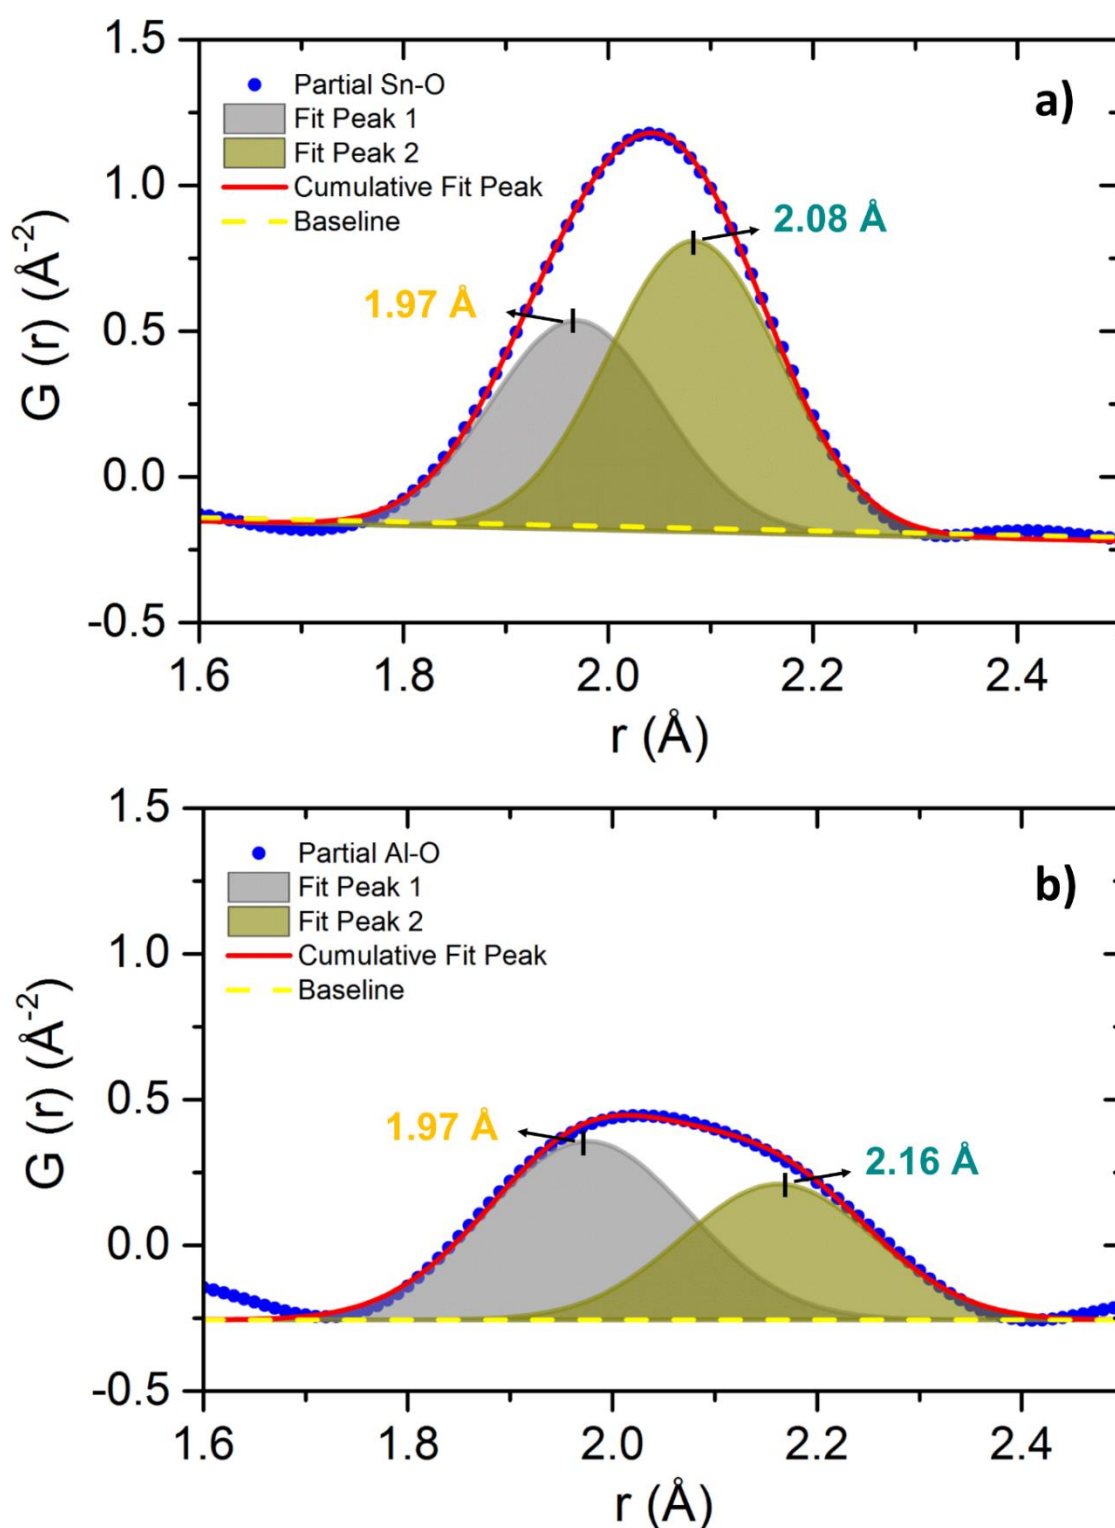 1.5
a)
Partial Sn-O
Fit Peak 1
Fit Peak 2
Cumulative Fit Peak
Baseline
1.0
2.08 Å
1.97 Å
0.5
0.0
-0.5
G (r) (Å⁻²)
1.6 1.8 2.0 2.2 2.4
r (Å)
1.5
b)
Partial Al-O
Fit Peak 1
Fit Peak 2
Cumulative Fit Peak
Baseline
1.0
0.5
1.97 Å
2.16 Å
0.0
-0.5
G (r) (Å⁻²)
1.6 1.8 2.0 2.2 2.4
r (Å)